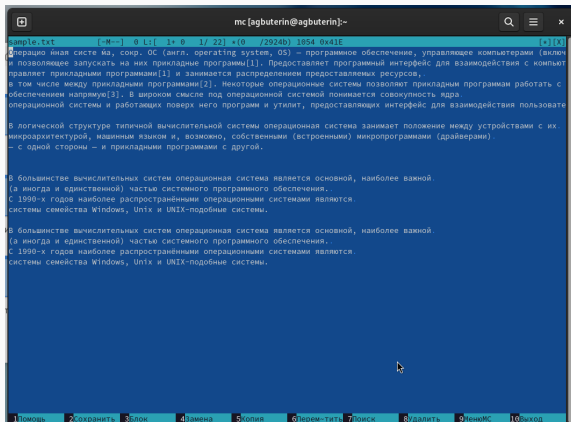 mc [agbuterin@agbuterin]:~
sample.txt [-M--] 0 L:[ 1+ 0 1/ 22] *(0 /2924b) 1054 0x41E [*][X]
Операцио нная систе ма, сокр. ОС (англ. operating system, OS) — программное обеспечение, управляющее компьютерами (включ
и позволяющее запускать на них прикладные программы[1]. Предоставляет программный интерфейс для взаимодействия с компьют
правляет прикладными программами[1] и занимается распределением предоставляемых ресурсов,.
в том числе между прикладными программами[2]. Некоторые операционные системы позволяют прикладным программам работать с
обеспечением напрямую[3]. В широком смысле под операционной системой понимается совокупность ядра.
операционной системы и работающих поверх него программ и утилит, предоставляющих интерфейс для взаимодействия пользовате
В логической структуре типичной вычислительной системы операционная система занимает положение между устройствами с их.
микроархитектурой, машинным языком и, возможно, собственными (встроенными) микропрограммами (драйверами).
— с одной стороны — и прикладными программами с другой.
В большинстве вычислительных систем операционная система является основной, наиболее важной.
(а иногда и единственной) частью системного программного обеспечения..
С 1990-х годов наиболее распространёнными операционными системами являются.
системы семейства Windows, Unix и UNIX-подобные системы.
В большинстве вычислительных систем операционная система является основной, наиболее важной.
(а иногда и единственной) частью системного программного обеспечения..
С 1990-х годов наиболее распространёнными операционными системами являются.
системы семейства Windows, Unix и UNIX-подобные системы.
1Помощь 2Сохранить 3Блок 4Замена 5Копия 6Перем~тить 7Поиск 8Удалить 9МенюMC 10Выход